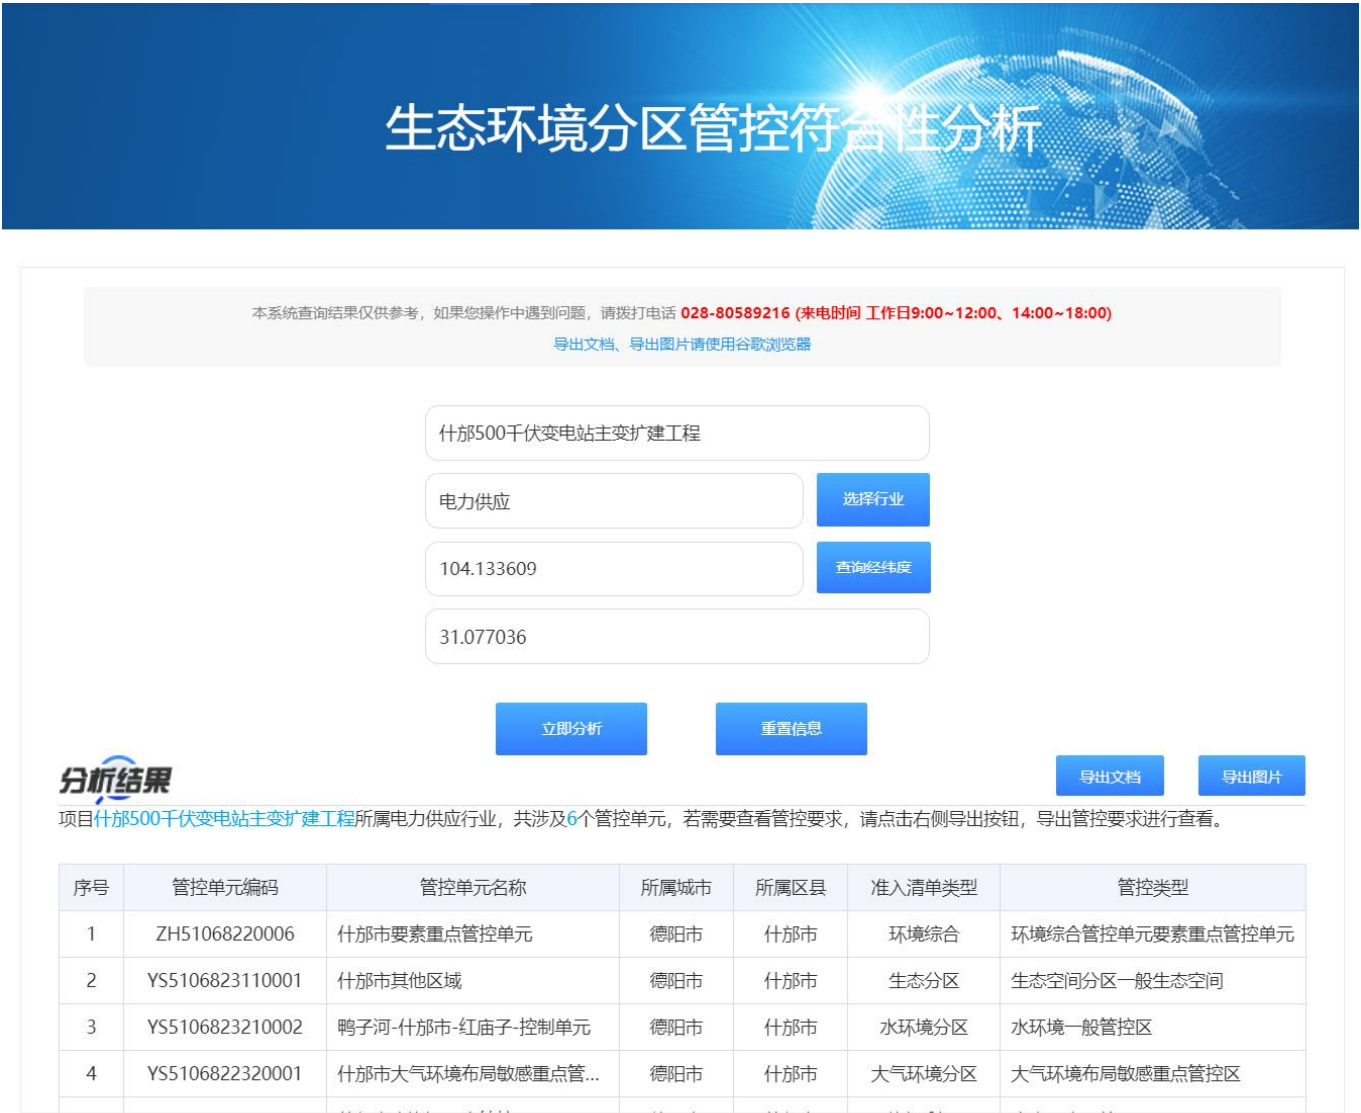 生态环境分区管控符合性分析
本系统查询结果仅供参考，如果您操作中遇到问题，请拨打电话 028-80589216 (来电时间 工作日9:00~12:00、14:00~18:00)
导出文档、导出图片请使用谷歌浏览器
什邡500千伏变电站主变扩建工程
电力供应 选择行业
104.133609 查询经纬度
31.077036
立即分析 重置信息
分析结果 导出文档 导出图片
项目什邡500千伏变电站主变扩建工程所属电力供应行业，共涉及6个管控单元，若需要查看管控要求，请点击右侧导出按钮，导出管控要求进行查看。
序号 管控单元编码 管控单元名称 所属城市 所属区县 准入清单类型 管控类型
1 ZH51068220006 什邡市要素重点管控单元 德阳市 什邡市 环境综合 环境综合管控单元要素重点管控单元
2 YS5106823110001 什邡市其他区域 德阳市 什邡市 生态分区 生态空间分区一般生态空间
3 YS5106823210002 鸭子河-什邡市-红庙子-控制单元 德阳市 什邡市 水环境分区 水环境一般管控区
4 YS5106822320001 什邡市大气环境布局敏感重点管... 德阳市 什邡市 大气环境分区 大气环境布局敏感重点管控区